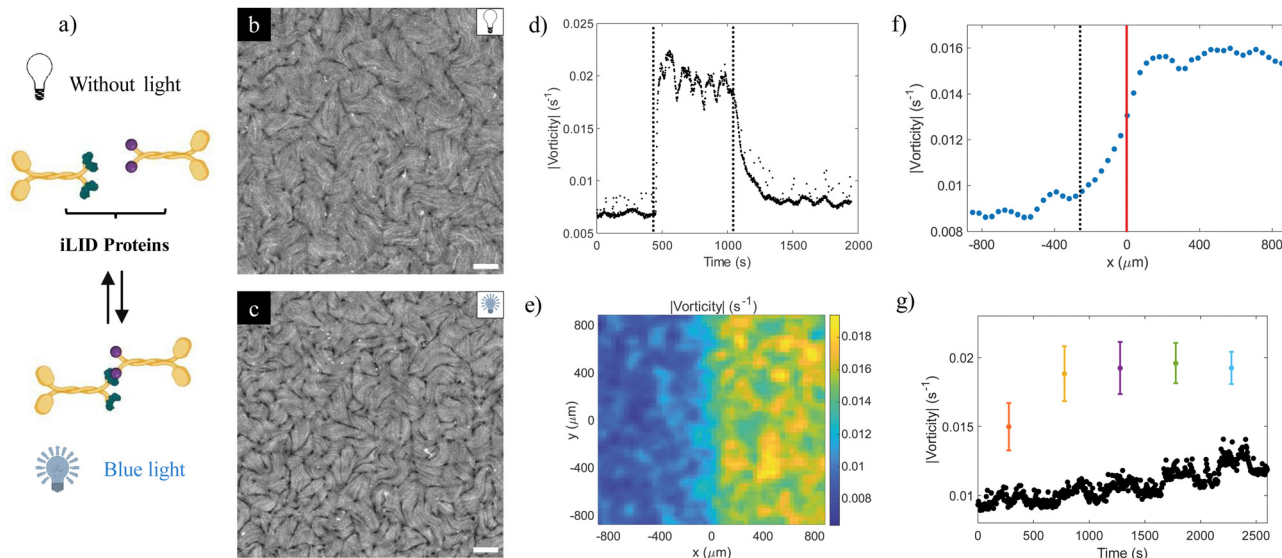 a)
Without light
iLID Proteins
Blue light
b
c
d)
|Vorticity| (s⁻¹)
0.025
0.02
0.015
0.01
0.005
0 500 1000 1500 2000
Time (s)
e)
|Vorticity| (s⁻¹)
y (μm)
800
400
0
-400
-800
-800 -400 0 400 800
x (μm)
0.018
0.016
0.014
0.012
0.010
0.008
f)
|Vorticity| (s⁻¹)
0.016
0.014
0.012
0.01
0.008
-800 -400 0 400 800
x (μm)
g)
|Vorticity| (s⁻¹)
0.02
0.015
0.01
0 500 1000 1500 2000 2500
Time (s)